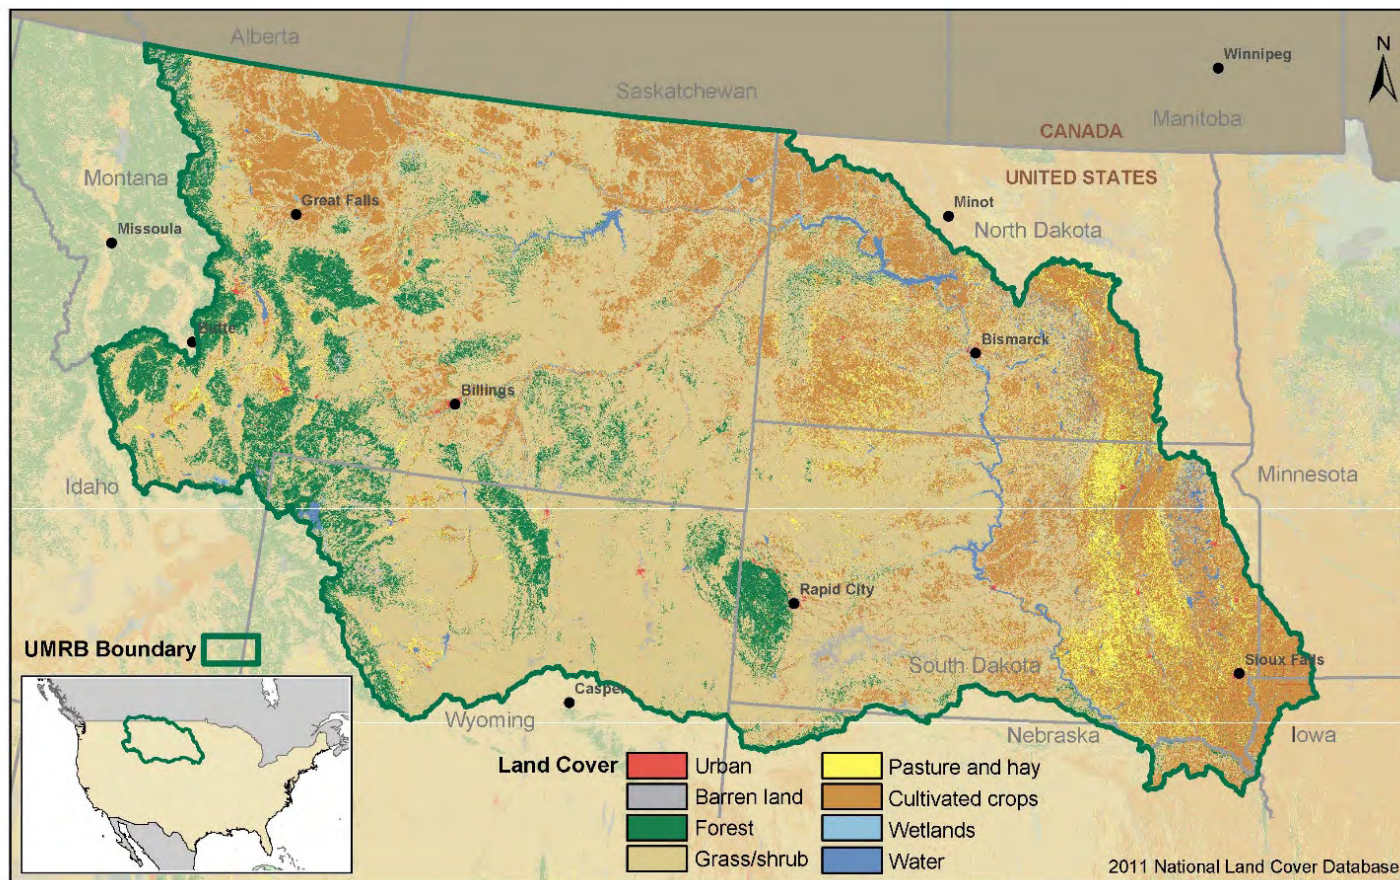 Alberta
Saskatchewan
Winnipeg
Manitoba
N
CANADA
UNITED STATES
Montana
Great Falls
Missoula
Minot
North Dakota
Butte
Bismarck
Billings
Idaho
Minnesota
Rapid City
UMRB Boundary
South Dakota
Sioux Falls
Casper
Wyoming
Nebraska
Iowa
Land Cover
Urban
Barren land
Forest
Grass/shrub
Pasture and hay
Cultivated crops
Wetlands
Water
2011 National Land Cover Database